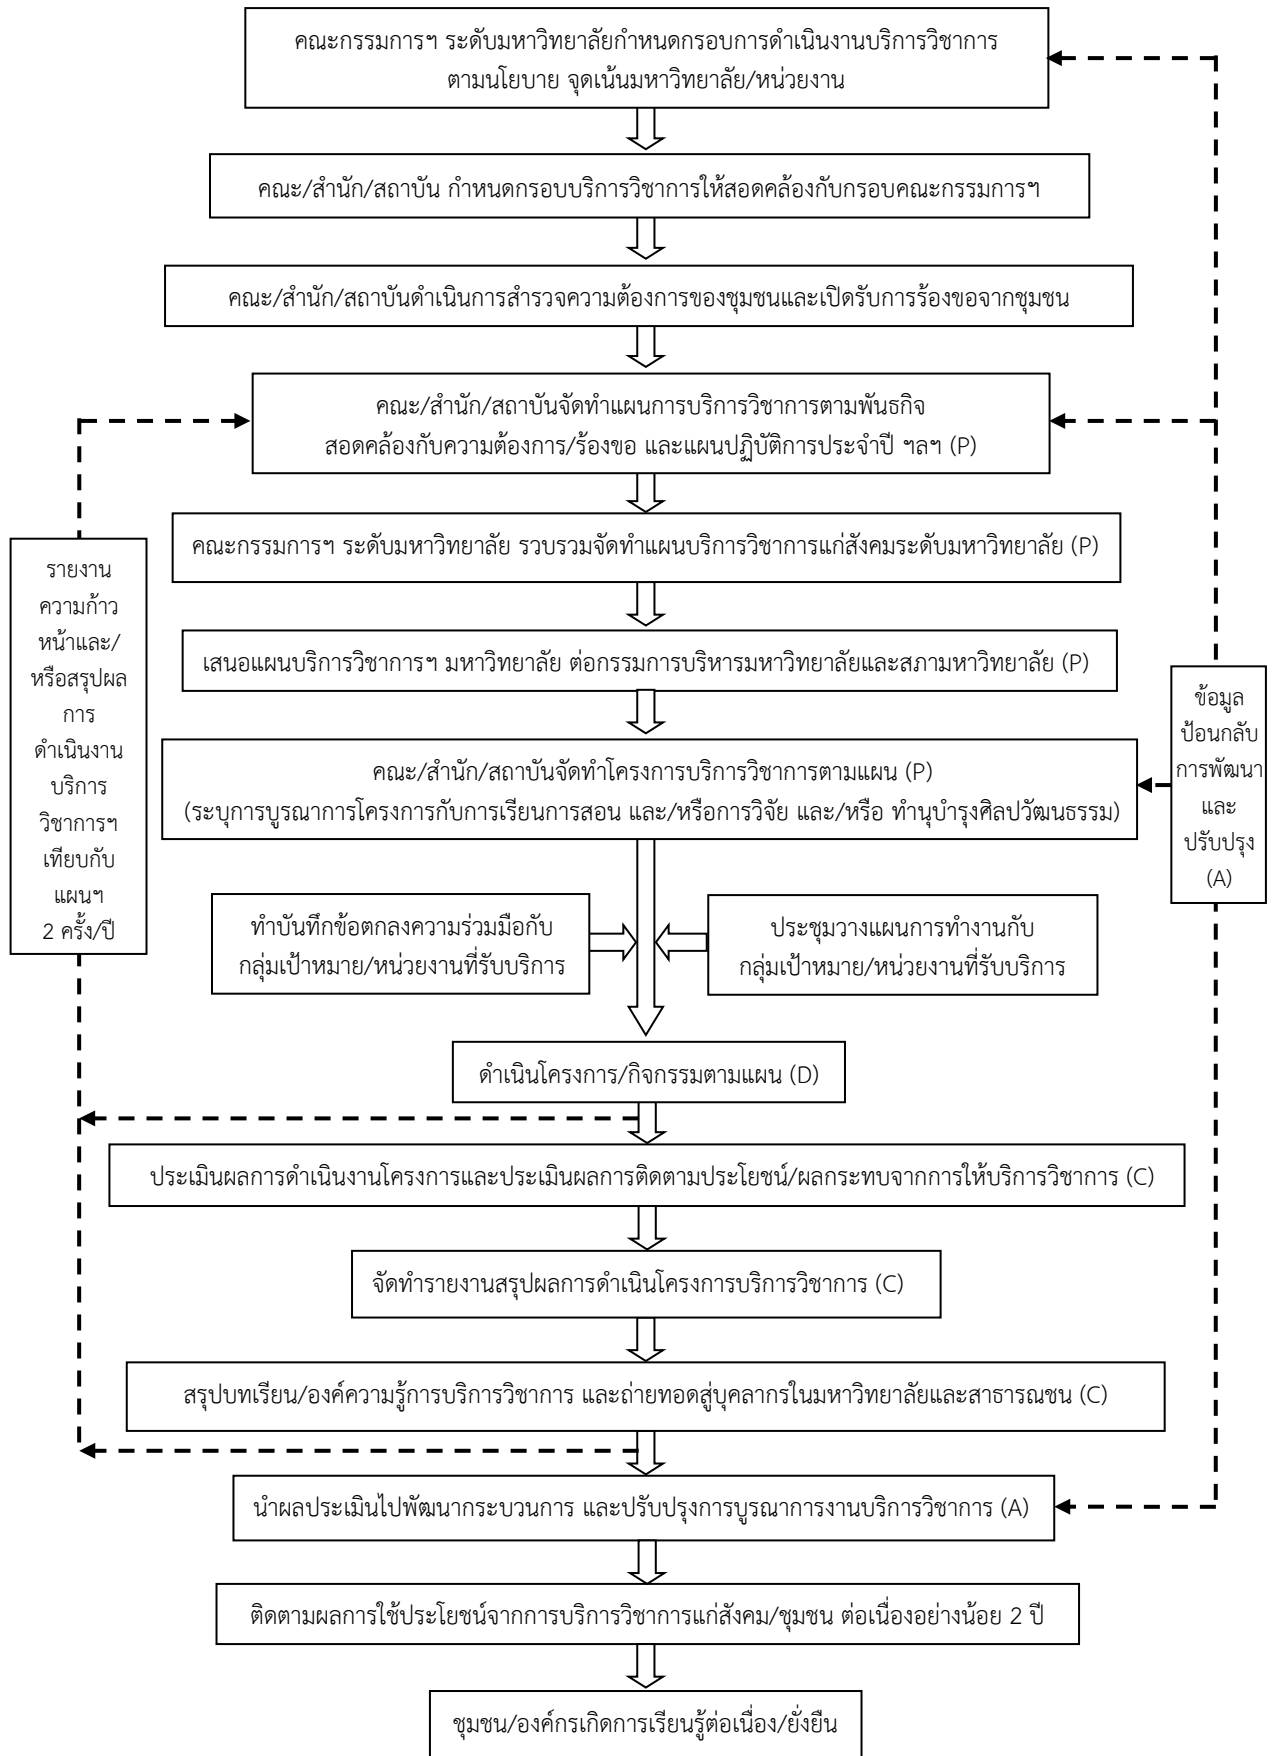 คณะกรรมการฯ ระดับมหาวิทยาลัยกำหนดกรอบการดำเนินงานบริการวิชาการ
ตามนโยบาย จุดเน้นมหาวิทยาลัย/หน่วยงาน
คณะ/สำนัก/สถาบัน กำหนดกรอบบริการวิชาการให้สอดคล้องกับกรอบคณะกรรมการฯ
คณะ/สำนัก/สถาบันดำเนินการสำรวจความต้องการของชุมชนและเปิดรับการร้องขอจากชุมชน
คณะ/สำนัก/สถาบันจัดทำแผนการบริการวิชาการตามพันธกิจ
สอดคล้องกับความต้องการ/ร้องขอ และแผนปฏิบัติการประจำปี ฯลฯ (P)
คณะกรรมการฯ ระดับมหาวิทยาลัย รวบรวมจัดทำแผนบริการวิชาการแก่สังคมระดับมหาวิทยาลัย (P)
เสนอแผนบริการวิชาการฯ มหาวิทยาลัย ต่อกรรมการบริหารมหาวิทยาลัยและสภามหาวิทยาลัย (P)
คณะ/สำนัก/สถาบันจัดทำโครงการบริการวิชาการตามแผน (P)
(ระบุการบูรณาการโครงการกับการเรียนการสอน และ/หรือการวิจัย และ/หรือ ทำนุบำรุงศิลปวัฒนธรรม)
รายงาน
ความก้าว
หน้าและ/
หรือสรุปผล
การ
ดำเนินงาน
บริการ
วิชาการฯ
เทียบกับ
แผนฯ
2 ครั้ง/ปี
ข้อมูล
ป้อนกลับ
การพัฒนา
และ
ปรับปรุง
(A)
ทำบันทึกข้อตกลงความร่วมมือกับ
กลุ่มเป้าหมาย/หน่วยงานที่รับบริการ
ประชุมวางแผนการทำงานกับ
กลุ่มเป้าหมาย/หน่วยงานที่รับบริการ
ดำเนินโครงการ/กิจกรรมตามแผน (D)
ประเมินผลการดำเนินงานโครงการและประเมินผลการติดตามประโยชน์/ผลกระทบจากการให้บริการวิชาการ (C)
จัดทำรายงานสรุปผลการดำเนินโครงการบริการวิชาการ (C)
สรุปบทเรียน/องค์ความรู้การบริการวิชาการ และถ่ายทอดสู่บุคลากรในมหาวิทยาลัยและสาธารณชน (C)
นำผลประเมินไปพัฒนากระบวนการ และปรับปรุงการบูรณาการงานบริการวิชาการ (A)
ติดตามผลการใช้ประโยชน์จากการบริการวิชาการแก่สังคม/ชุมชน ต่อเนื่องอย่างน้อย 2 ปี
ชุมชน/องค์กรเกิดการเรียนรู้ต่อเนื่อง/ยั่งยืน